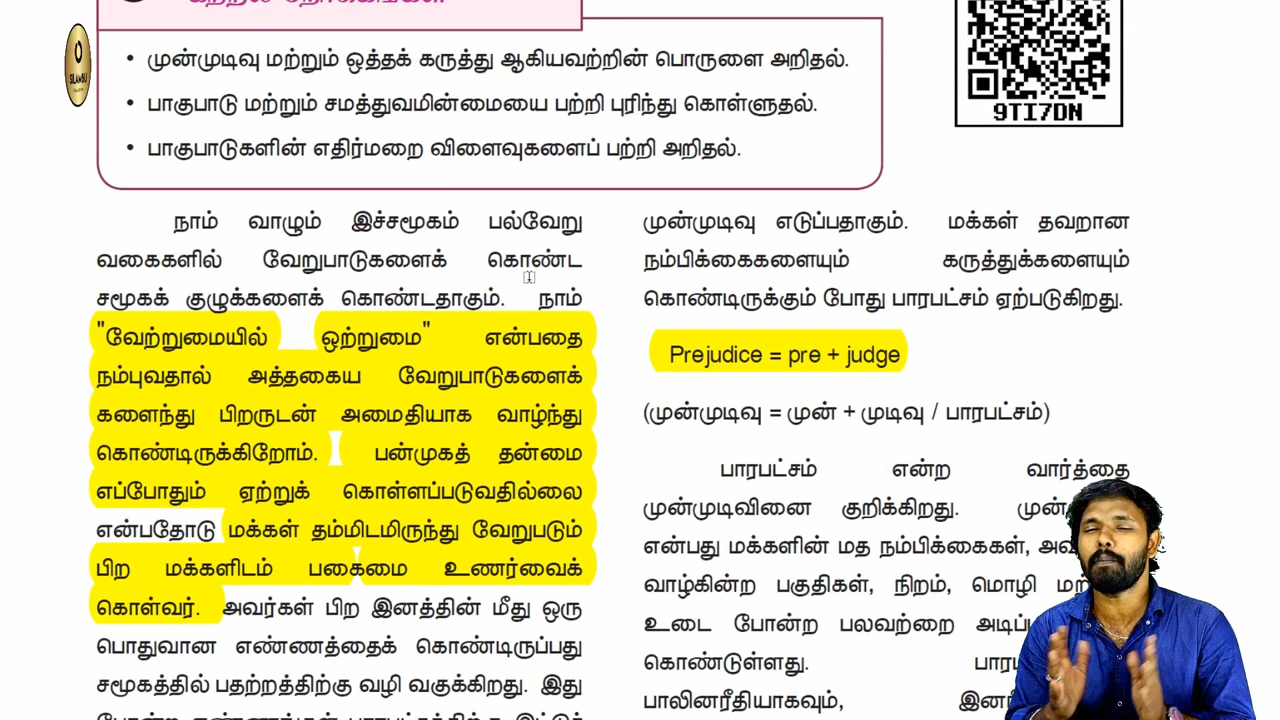 SILAMBU
• முன்முடிவு மற்றும் ஒத்தக் கருத்து ஆகியவற்றின் பொருளை அறிதல்.
• பாகுபாடு மற்றும் சமத்துவமின்மையை பற்றி புரிந்து கொள்ளுதல்.
• பாகுபாடுகளின் எதிர்மறை விளைவுகளைப் பற்றி அறிதல்.
9TI7DN
நாம் வாழும் இச்சமூகம் பல்வேறு
வகைகளில் வேறுபாடுகளைக் கொண்ட
சமூகக் குழுக்களைக் கொண்டதாகும். நாம்
"வேற்றுமையில் ஒற்றுமை" என்பதை
நம்புவதால் அத்தகைய வேறுபாடுகளைக்
களைந்து பிறருடன் அமைதியாக வாழ்ந்து
கொண்டிருக்கிறோம். பன்முகத் தன்மை
எப்போதும் ஏற்றுக் கொள்ளப்படுவதில்லை
என்பதோடு மக்கள் தம்மிடமிருந்து வேறுபடும்
பிற மக்களிடம் பகைமை உணர்வைக்
கொள்வர். அவர்கள் பிற இனத்தின் மீது ஒரு
பொதுவான எண்ணத்தைக் கொண்டிருப்பது
சமூகத்தில் பதற்றத்திற்கு வழி வகுக்கிறது. இது
முன்முடிவு எடுப்பதாகும். மக்கள் தவறான
நம்பிக்கைகளையும் கருத்துக்களையும்
கொண்டிருக்கும் போது பாரபட்சம் ஏற்படுகிறது.
Prejudice = pre + judge
(முன்முடிவு = முன் + முடிவு / பாரபட்சம்)
பாரபட்சம் என்ற வார்த்தை
முன்முடிவினை குறிக்கிறது.
என்பது மக்களின் மத நம்பிக்கைகள்,
வாழ்கின்ற பகுதிகள், நிறம், மொழி
உடை போன்ற பலவற்றை
கொண்டுள்ளது.
பாலினரீதியாகவும்,